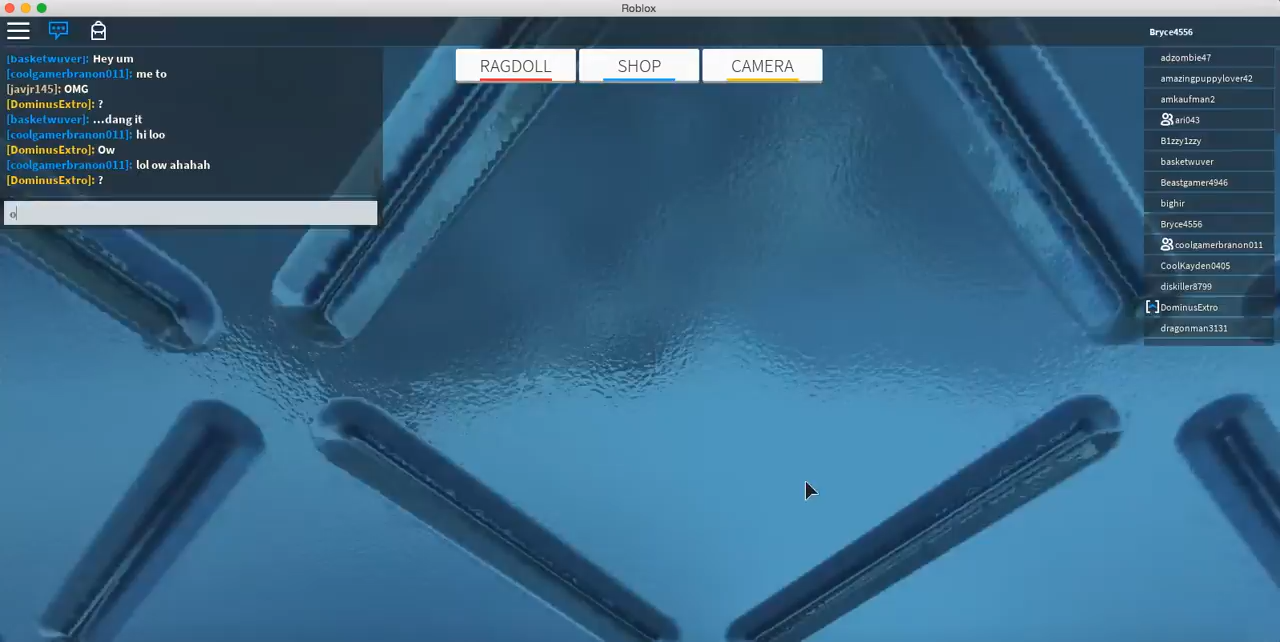 Roblox
Bryce4556
[basketwuver]: Hey um
[coolgamerbranon011]: me to
[javjr145]: OMG
[DominusExtro]: ?
[basketwuver]: ...dang it
[coolgamerbranon011]: hi loo
[DominusExtro]: Ow
[coolgamerbranon011]: lol ow ahahah
[DominusExtro]: ?
RAGDOLL
SHOP
CAMERA
adzombie47
amazingpuppylover42
amkaufman2
ari043
B1zzy1zzy
basketwuver
Beastgamer4946
bighir
Bryce4556
coolgamerbranon011
CoolKayden0405
diskiller8799
DominusExtro
dragonman3131